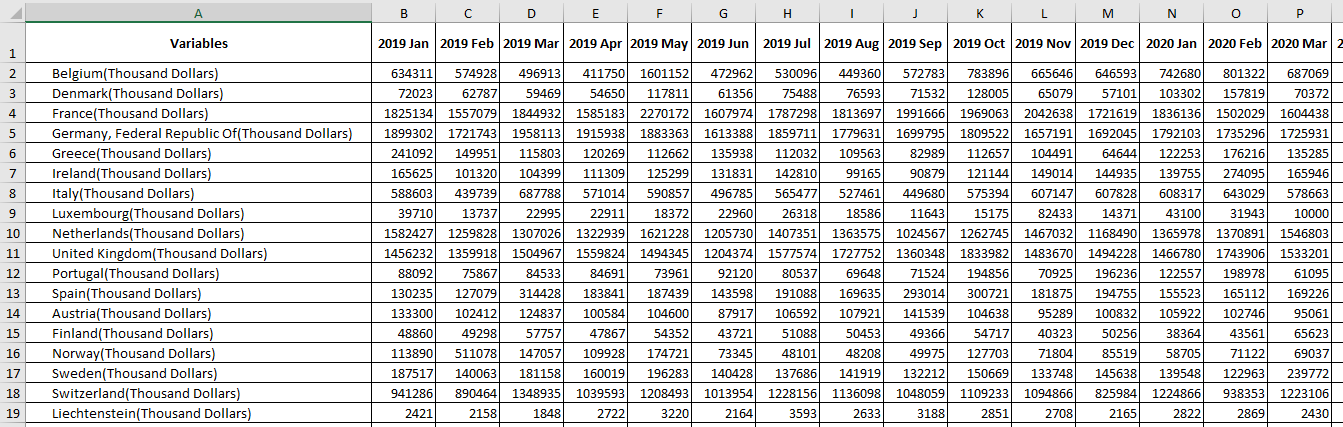 A B C D E F G H I J K L M N O P
1 Variables 2019 Jan 2019 Feb 2019 Mar 2019 Apr 2019 May 2019 Jun 2019 Jul 2019 Aug 2019 Sep 2019 Oct 2019 Nov 2019 Dec 2020 Jan 2020 Feb 2020 Mar 2
2 Belgium(Thousand Dollars) 634311 574928 496913 411750 1601152 472962 530096 449360 572783 783896 665646 646593 742680 801322 687069
3 Denmark(Thousand Dollars) 72023 62787 59469 54650 117811 61356 75488 76593 71532 128005 65079 57101 103302 157819 70372
4 France(Thousand Dollars) 1825134 1557079 1844932 1585183 2270172 1607974 1787298 1813697 1991666 1969063 2042638 1721619 1836136 1502029 1604438
5 Germany, Federal Republic Of(Thousand Dollars) 1899302 1721743 1958113 1915938 1883363 1613388 1859711 1779631 1699795 1809522 1657191 1692045 1792103 1735296 1725931
6 Greece(Thousand Dollars) 241092 149951 115803 120269 112662 135938 112032 109563 82989 112657 104491 64644 122253 176216 135285
7 Ireland(Thousand Dollars) 165625 101320 104399 111309 125299 131831 142810 99165 90879 121144 149014 144935 139755 274095 165946
8 Italy(Thousand Dollars) 588603 439739 687788 571014 590857 496785 565477 527461 449680 575394 607147 607828 608317 643029 578663
9 Luxembourg(Thousand Dollars) 39710 13737 22995 22911 18372 22960 26318 18586 11643 15175 82433 14371 43100 31943 10000
10 Netherlands(Thousand Dollars) 1582427 1259828 1307026 1322939 1621228 1205730 1407351 1363575 1024567 1262745 1467032 1168490 1365978 1370891 1546803
11 United Kingdom(Thousand Dollars) 1456232 1359918 1504967 1559824 1494345 1204374 1577574 1727752 1360348 1833982 1483670 1494228 1466780 1743906 1533201
12 Portugal(Thousand Dollars) 88092 75867 84533 84691 73961 92120 80537 69648 71524 194856 70925 196236 122557 198978 61095
13 Spain(Thousand Dollars) 130235 127079 314428 183841 187439 143598 191088 169635 293014 300721 181875 194755 155523 165112 169226
14 Austria(Thousand Dollars) 133300 102412 124837 100584 104600 87917 106592 107921 141539 104638 95289 100832 105922 102746 95061
15 Finland(Thousand Dollars) 48860 49298 57757 47867 54352 43721 51088 50453 49366 54717 40323 50256 38364 43561 65623
16 Norway(Thousand Dollars) 113890 511078 147057 109928 174721 73345 48101 48208 49975 127703 71804 85519 58705 71122 69037
17 Sweden(Thousand Dollars) 187517 140063 181158 160019 196283 140428 137686 141919 132212 150669 133748 145638 139548 122963 239772
18 Switzerland(Thousand Dollars) 941286 890464 1348935 1039593 1208493 1013954 1228156 1136098 1048059 1109233 1094866 825984 1224866 938353 1223106
19 Liechtenstein(Thousand Dollars) 2421 2158 1848 2722 3220 2164 3593 2633 3188 2851 2708 2165 2822 2869 2430